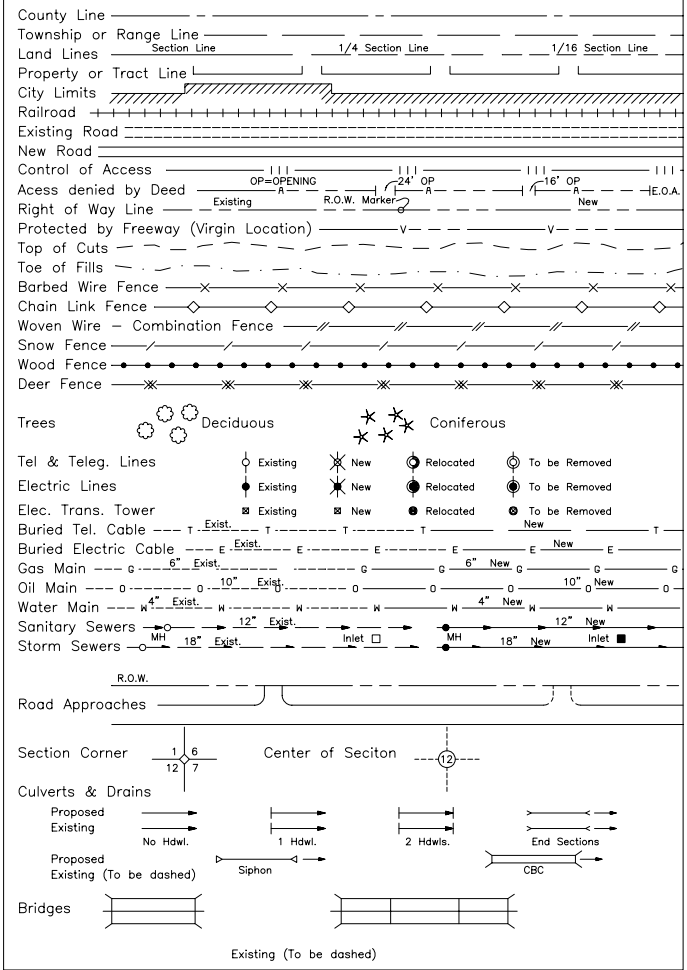 County Line
Township or Range Line
Land Lines Section Line 1/4 Section Line 1/16 Section Line
Property or Tract Line
City Limits
Railroad
Existing Road
New Road
Control of Access
OP=OPENING 24' OP 16' OP
Acess denied by Deed A A A E.O.A.
Right of Way Line Existing R.O.W. Marker New
Protected by Freeway (Virgin Location) V V
Top of Cuts
Toe of Fills
Barbed Wire Fence
Chain Link Fence
Woven Wire – Combination Fence
Snow Fence
Wood Fence
Deer Fence
Trees Deciduous Coniferous
Tel & Teleg. Lines Existing New Relocated To be Removed
Electric Lines Existing New Relocated To be Removed
Elec. Trans. Tower Existing New Relocated To be Removed
Buried Tel. Cable T Exist. T T T New T
Buried Electric Cable E Exist. E E E E New E
Gas Main G 6" Exist. G G 6" New G G
Oil Main O O 10" Exist. O O O O 10" New O
Water Main W 4" Exist. W W W W 4" New W W
Sanitary Sewers 12" Exist. 12" New
Storm Sewers MH 18" Exist. Inlet MH 18" New Inlet
R.O.W.
Road Approaches
Section Corner 1 6 12 7 Center of Seciton 12
Culverts & Drains
Proposed
Existing
No Hdwl. 1 Hdwl. 2 Hdwls. End Sections
Proposed
Existing (To be dashed) Siphon CBC
Bridges
Existing (To be dashed)